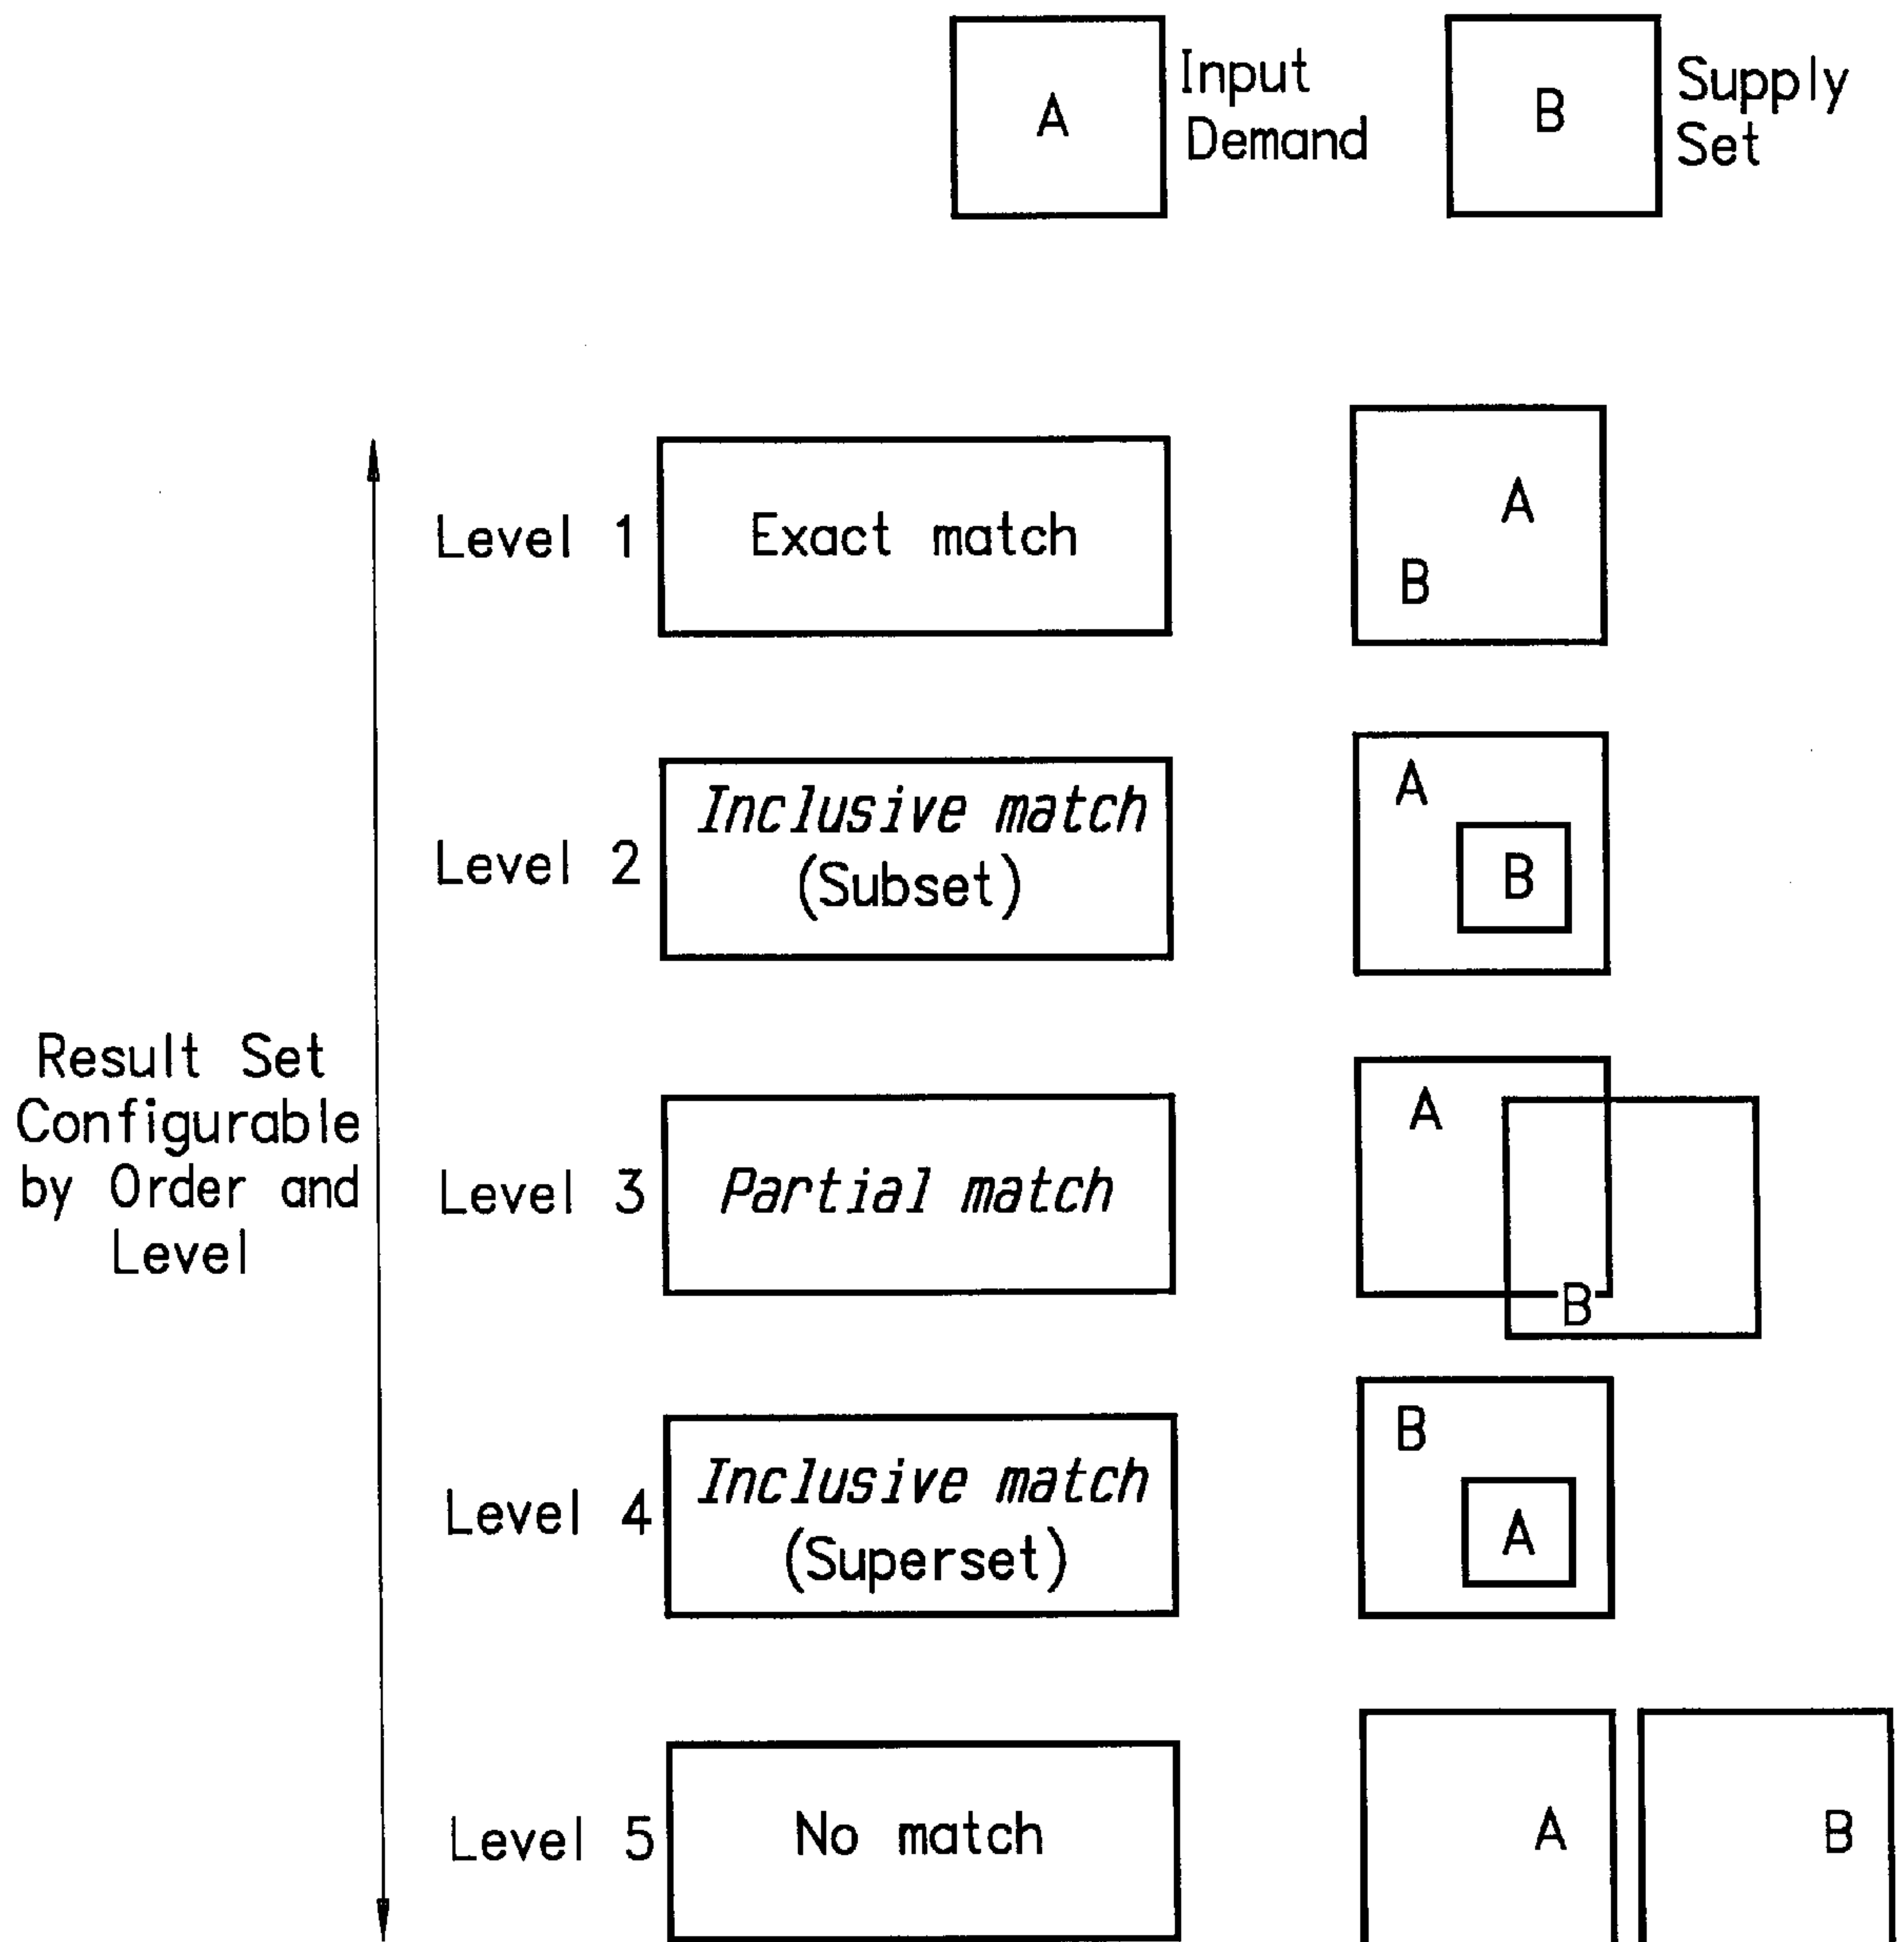 A
Input
Demand
B
Supply
Set
Level 1
Exact match
A
B
Level 2
Inclusive match
(Subset)
A
B
Result Set
Configurable
by Order and
Level
Level 3
Partial match
A
B
Level 4
Inclusive match
(Superset)
B
A
Level 5
No match
A
B